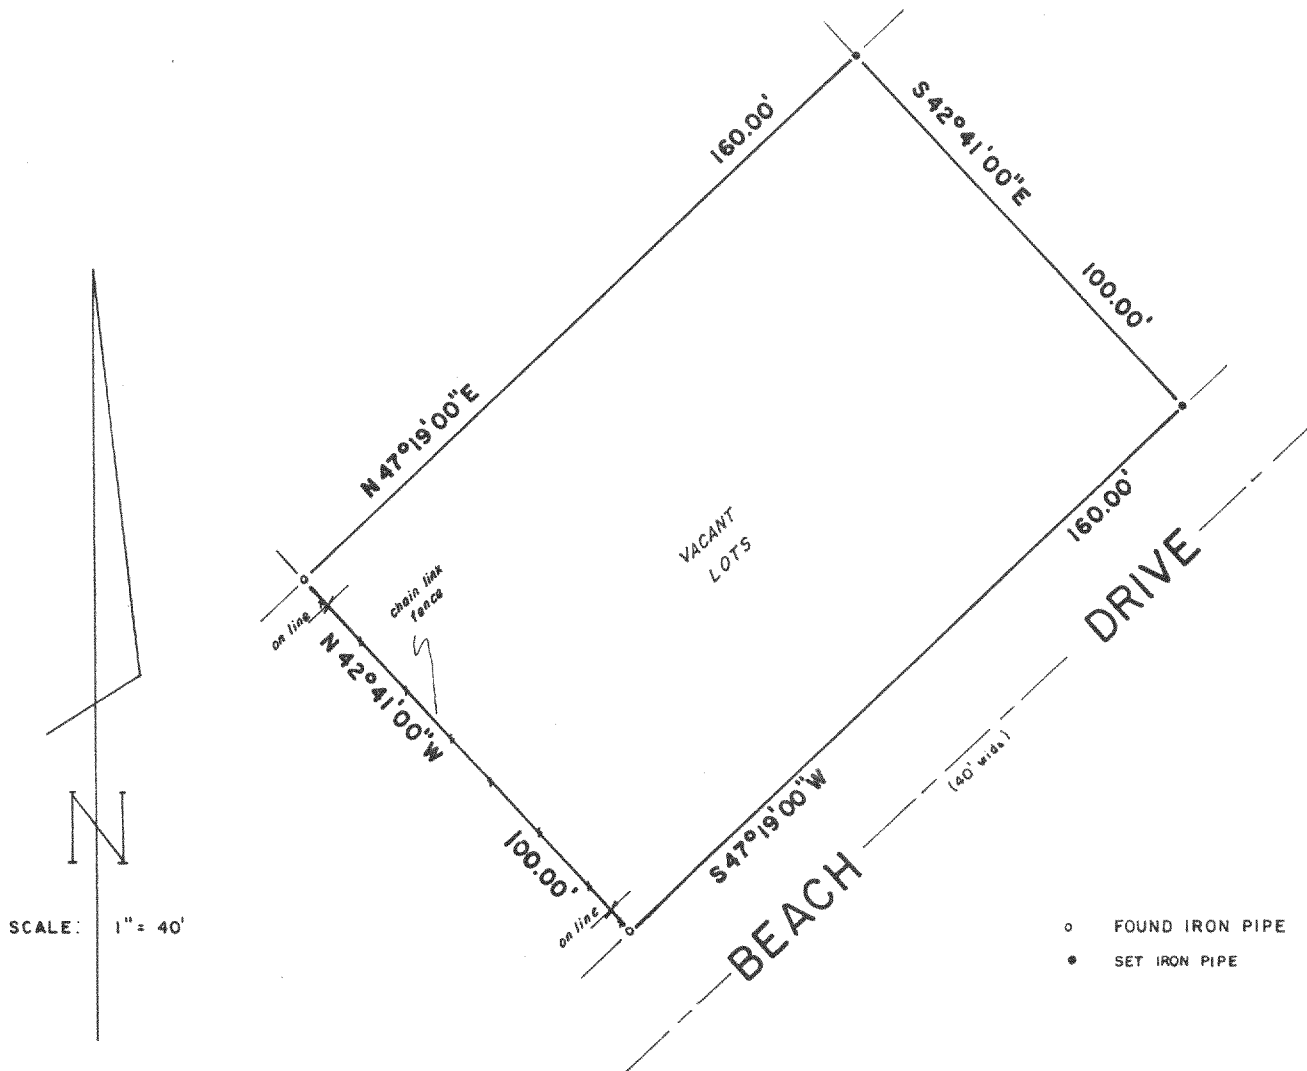 160.00'
S 42°41'00"E
100.00'
N 47°19'00"E
VACANT
LOTS
160.00'
chain link
fence
on line
N 42°41'00"W
100.00'
on line
S 47°19'00"W
BEACH DRIVE
(40' wide)
N
SCALE: 1"= 40'
FOUND IRON PIPE
SET IRON PIPE